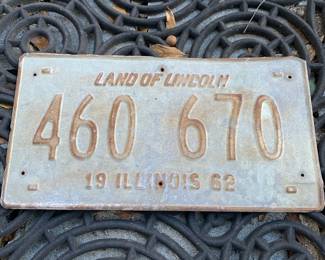 LAND OF LINCOLN
460 670
19 ILLINOIS 62